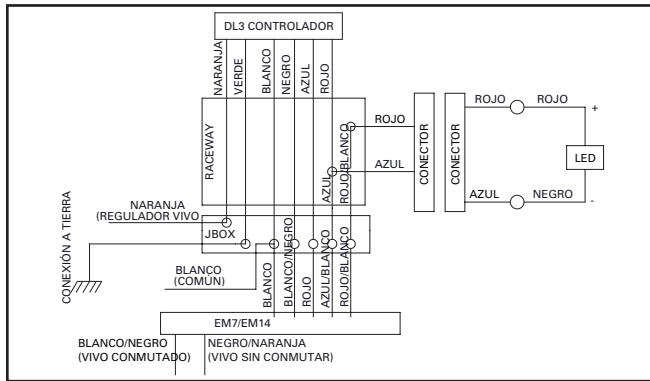 DL3 CONTROLADOR
NARANJA
VERDE
BLANCO
NEGRO
AZUL
ROJO
RACEWAY
ROJO
AZUL
AZUL
ROJO/BLANCO
CONECTOR
CONECTOR
ROJO
ROJO
+
LED
AZUL
NEGRO
-
NARANJA
(REGULADOR VIVO
JBOX
CONEXIÓN A TIERRA
BLANCO
(COMÚN)
BLANCO
BLANCO/NEGRO
ROJO
AZUL/BLANCO
ROJO/BLANCO
EM7/EM14
BLANCO/NEGRO
(VIVO CONMUTADO)
NEGRO/NARANJA
(VIVO SIN CONMUTAR)